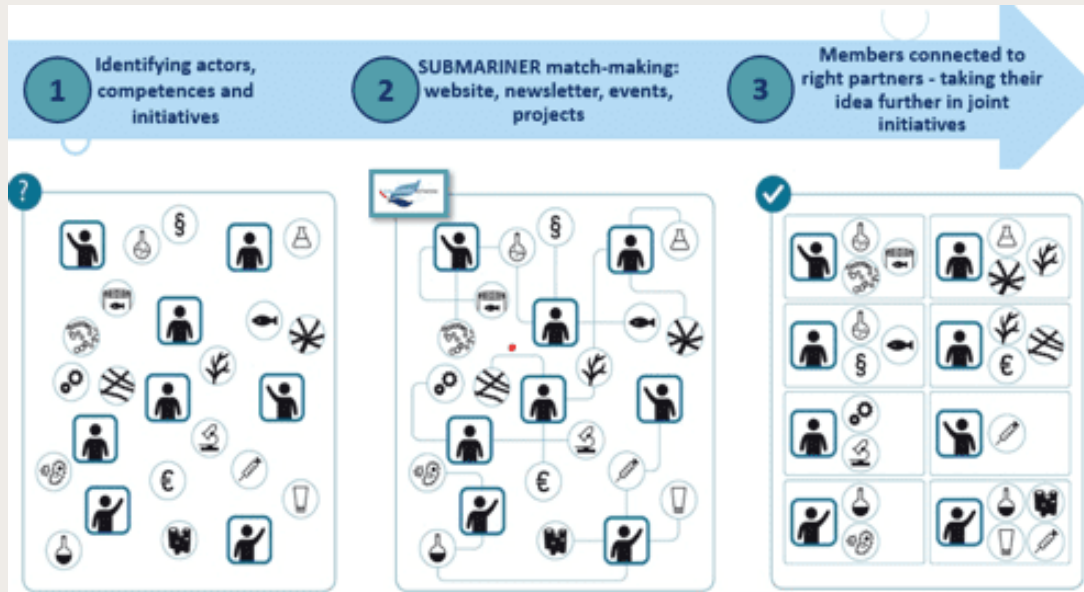 1
Identifying actors,
competences and
initiatives
2
SUBMARINER match-making:
website, newsletter, events,
projects
3
Members connected to
right partners - taking their
idea further in joint
initiatives
?
§
€
§
€
§
€